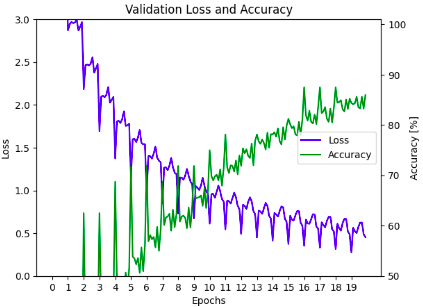 Validation Loss and Accuracy
3.0
2.5
2.0
1.5
1.0
0.5
0.0
Loss
100
90
80
70
60
50
Accuracy [%]
Loss
Accuracy
0 1 2 3 4 5 6 7 8 9 10 11 12 13 14 15 16 17 18 19
Epochs